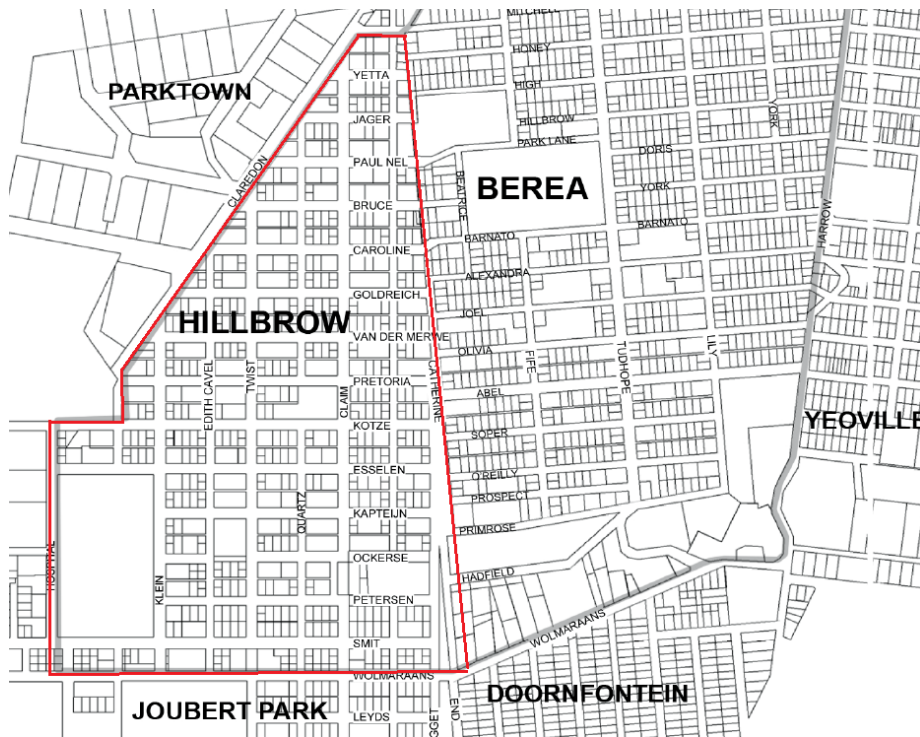 MITCHELL
HONEY
YETTA
HIGH
PARKTOWN
JAGER
HILLBROW
YORK
PARK LANE
DORIS
PAUL NEL
CLAREDON
BEATRICE
BEREA
YORK
BRUCE
BARNATO
BARNATO
HARROW
CAROLINE
ALEXANDRA
GOLDREICH
JOEL
HILLBROW
VAN DER MERWE
OLIVIA
FIFE
TUDHOPE
LILY
EDITH CAVEL
TWIST
CLAIM
PRETORIA
CATHERINE
ABEL
KOTZE
SOPER
YEOVILLE
ESSELEN
O'REILLY
QUARTZ
PROSPECT
KAPTEIJN
PRIMROSE
HOSPITAL
OCKERSE
KLEIN
HADFIELD
PETERSEN
WOLMARAANS
SMIT
WOLMARAANS
DOORNFONTEIN
JOUBERT PARK
LEYDS
END